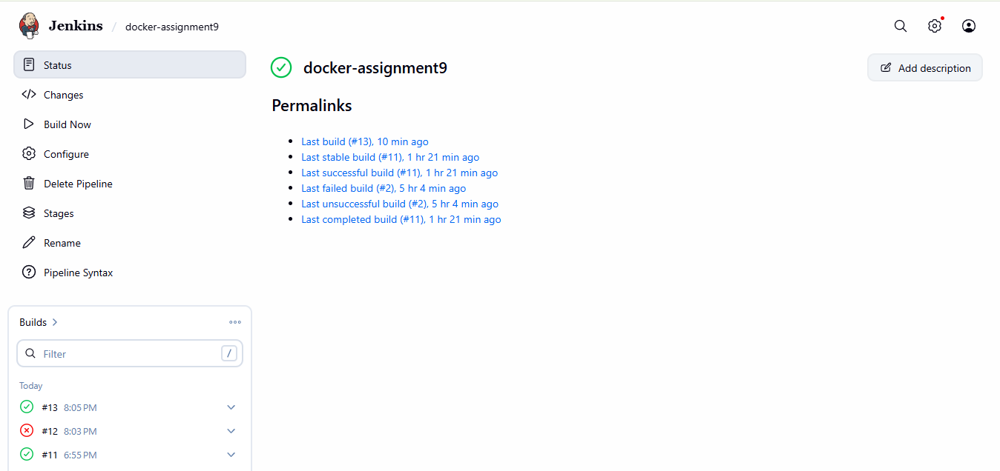 Jenkins / docker-assignment9
Status
Changes
Build Now
Configure
Delete Pipeline
Stages
Rename
Pipeline Syntax
Builds
Filter /
Today
#13 8:05 PM
#12 8:03 PM
#11 6:55 PM
docker-assignment9
Add description
Permalinks
Last build (#13), 10 min ago
Last stable build (#11), 1 hr 21 min ago
Last successful build (#11), 1 hr 21 min ago
Last failed build (#2), 5 hr 4 min ago
Last unsuccessful build (#2), 5 hr 4 min ago
Last completed build (#11), 1 hr 21 min ago